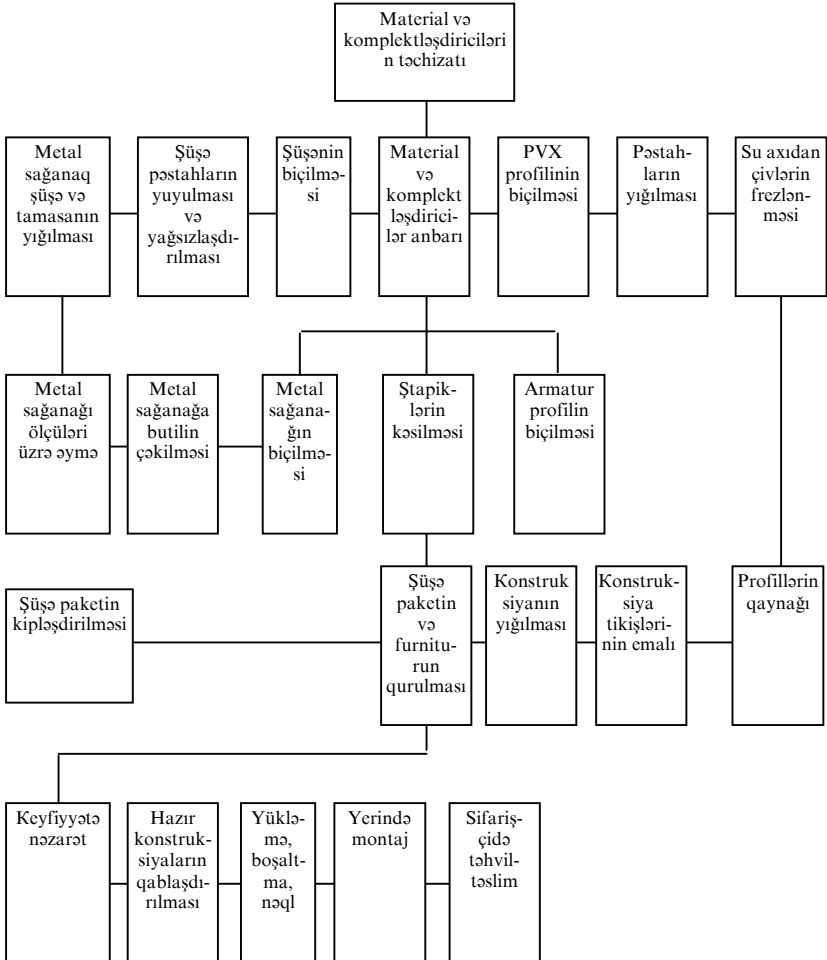 Material və
komplektləşdiriciləri
n təchizatı
Metal
sağanaq
şüşə və
tamasanın
yığılması
Şüşə
pəstahların
yuyulması
və
yağsızlaşdı-
rılması
Şüşənin
biçilmə-
si
Material
və
komplekt
ləşdirici-
lər anbarı
PVX
profilinin
biçilməsi
Pəstah-
ların
yığılması
Su axıdan
çivlərin
frezlən-
məsi
Metal
sağanağı
ölçüləri
üzrə əymə
Metal
sağanağa
butilin
çəkilməsi
Metal
sağana-
ğın
biçilmə-
si
Ştapik-
lərin
kəsilməsi
Armatur
profilin
biçilməsi
Şüşə paketin
kipləşdirilməsi
Şüşə
paketin
və
furnitu-
run
qurulması
Konstruk
siyanın
yığılması
Konstruk-
siya
tikişləri-
nin emalı
Profillərin
qaynağı
Keyfiyyətə
nəzarət
Hazır
konstruk-
siyaların
qablaşdı-
rılması
Yüklə-
mə,
boşalt-
ma,
nəql
Yerində
montaj
Sifariş-
çidə
təhvil-
təslim